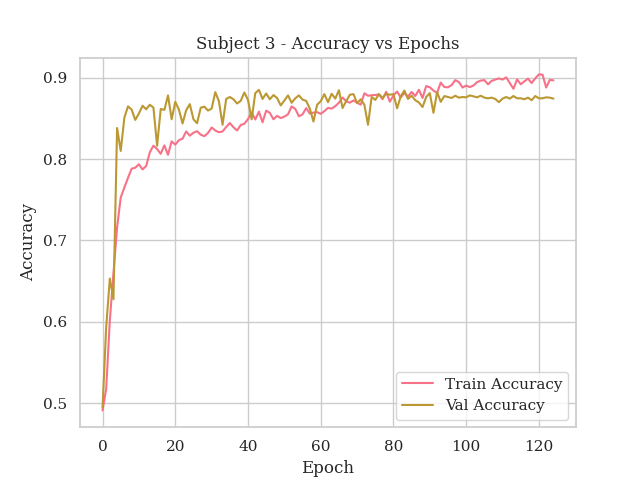 Subject 3 - Accuracy vs Epochs
0.9
0.8
0.7
0.6
0.5
Accuracy
0 20 40 60 80 100 120
Epoch
Train Accuracy
Val Accuracy